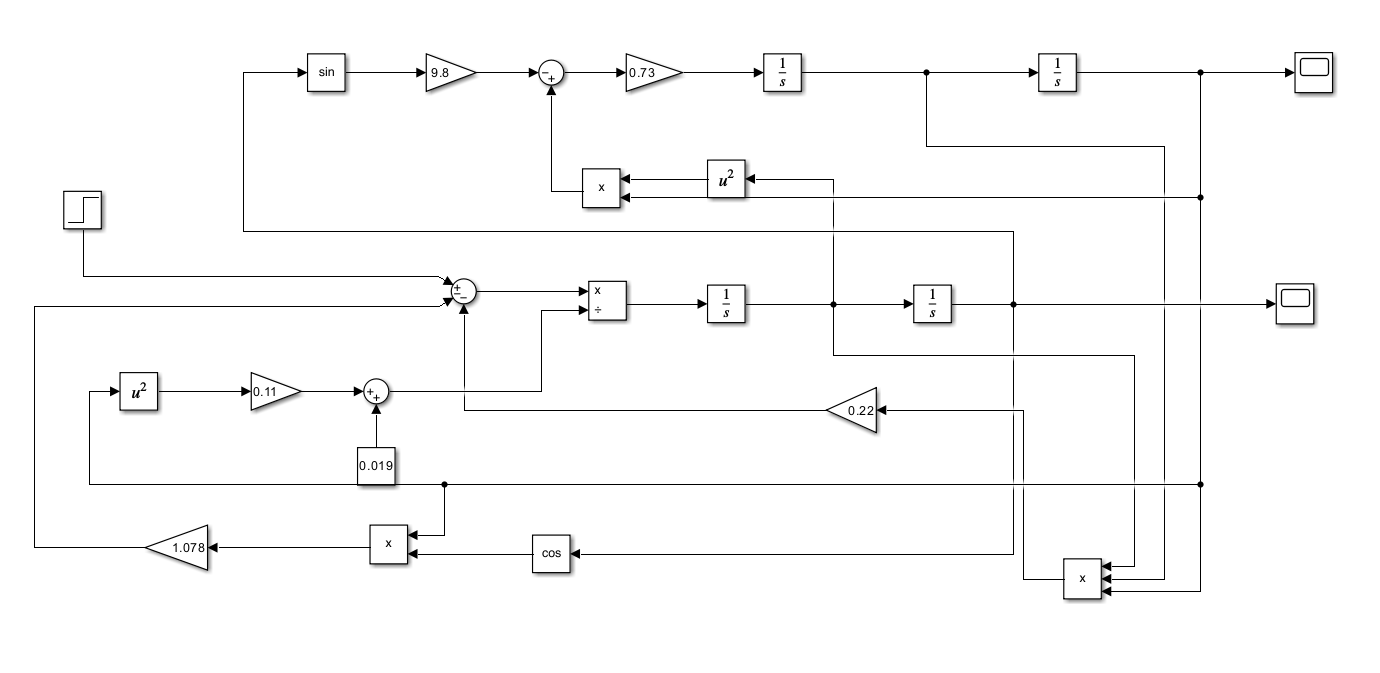 sin
9.8
−
+
0.73
1
s
1
s
x
u²
+
−
−
x
÷
1
s
1
s
u²
0.11
+
+
0.22
0.019
1.078
x
cos
x